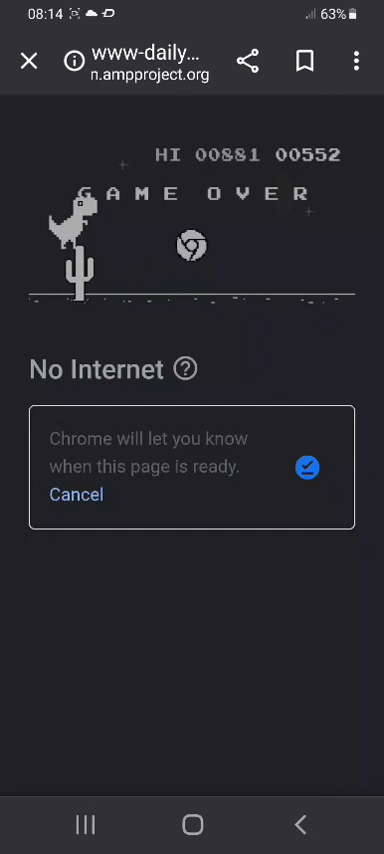 08:14 63%
www-daily...
n.ampproject.org
HI 00881 00552
GAME OVER
No Internet
Chrome will let you know
when this page is ready.
Cancel